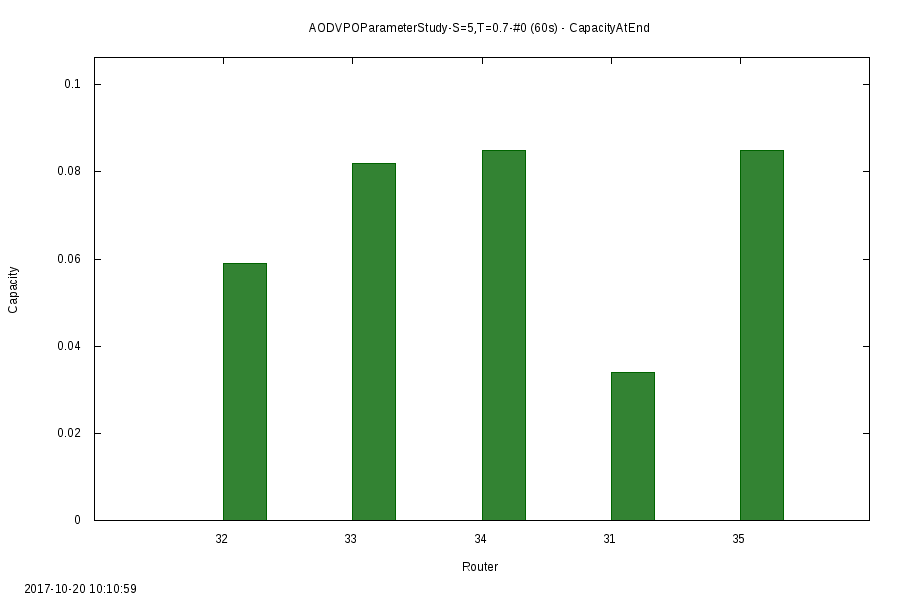 AODVPOParameterStudy-S=5,T=0.7-#0 (60s) - CapacityAtEnd
0.1
0.08
0.06
0.04
0.02
0
Capacity
32 33 34 31 35
Router
2017-10-20 10:10:59